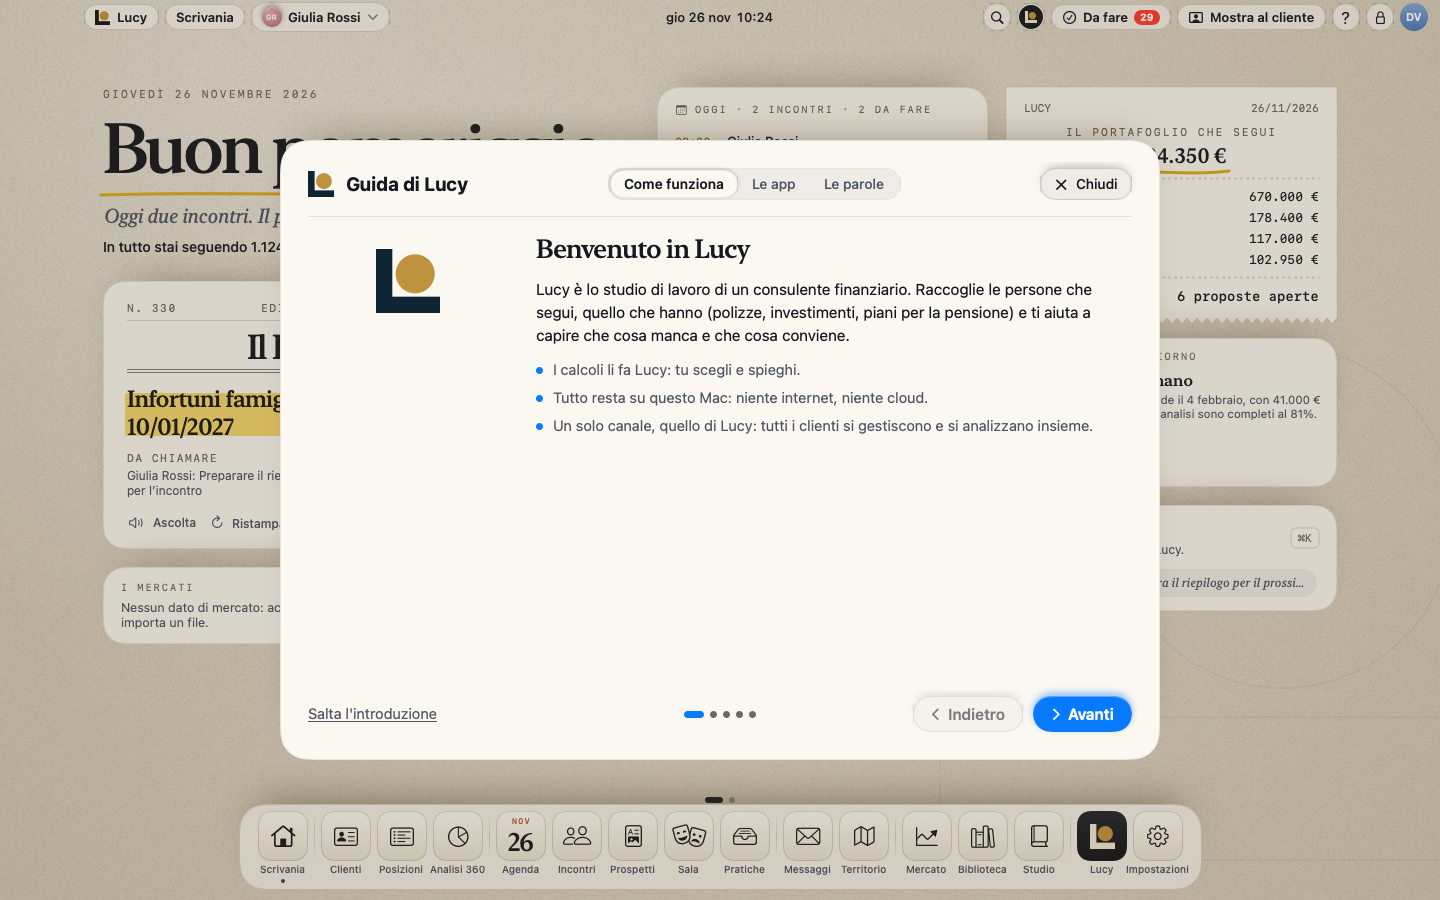 Lucy
Scrivania
GR Giulia Rossi
gio 26 nov 10:24
Da fare 29
Mostra al cliente
?
DV
GIOVEDÌ 26 NOVEMBRE 2026
Buon
Oggi due incontri. Il
In tutto stai seguendo 1.124
N. 330
Infortuni famig
10/01/2027
DA CHIAMARE
Giulia Rossi: Preparare il rie
per l'incontro
Ascolta
Ristampa
I MERCATI
Nessun dato di mercato: ac
importa un file.
OGGI · 2 INCONTRI · 2 DA FARE
LUCY
26/11/2026
IL PORTAFOGLIO CHE SEGUI
4.350 €
670.000 €
178.400 €
117.000 €
102.950 €
6 proposte aperte
IORNO
nano
de il 4 febbraio, con 41.000 €
analisi sono completi al 81%.
⌘K
ucy.
ra il riepilogo per il prossi...
Guida di Lucy
Come funziona
Le app
Le parole
Chiudi
Benvenuto in Lucy
Lucy è lo studio di lavoro di un consulente finanziario. Raccoglie le persone che
segui, quello che hanno (polizze, investimenti, piani per la pensione) e ti aiuta a
capire che cosa manca e che cosa conviene.
I calcoli li fa Lucy: tu scegli e spieghi.
Tutto resta su questo Mac: niente internet, niente cloud.
Un solo canale, quello di Lucy: tutti i clienti si gestiscono e si analizzano insieme.
Salta l'introduzione
Indietro
Avanti
NOV
26
Scrivania
Clienti
Posizioni
Analisi 360
Agenda
Incontri
Prospetti
Sala
Pratiche
Messaggi
Territorio
Mercato
Biblioteca
Studio
Lucy
Impostazioni